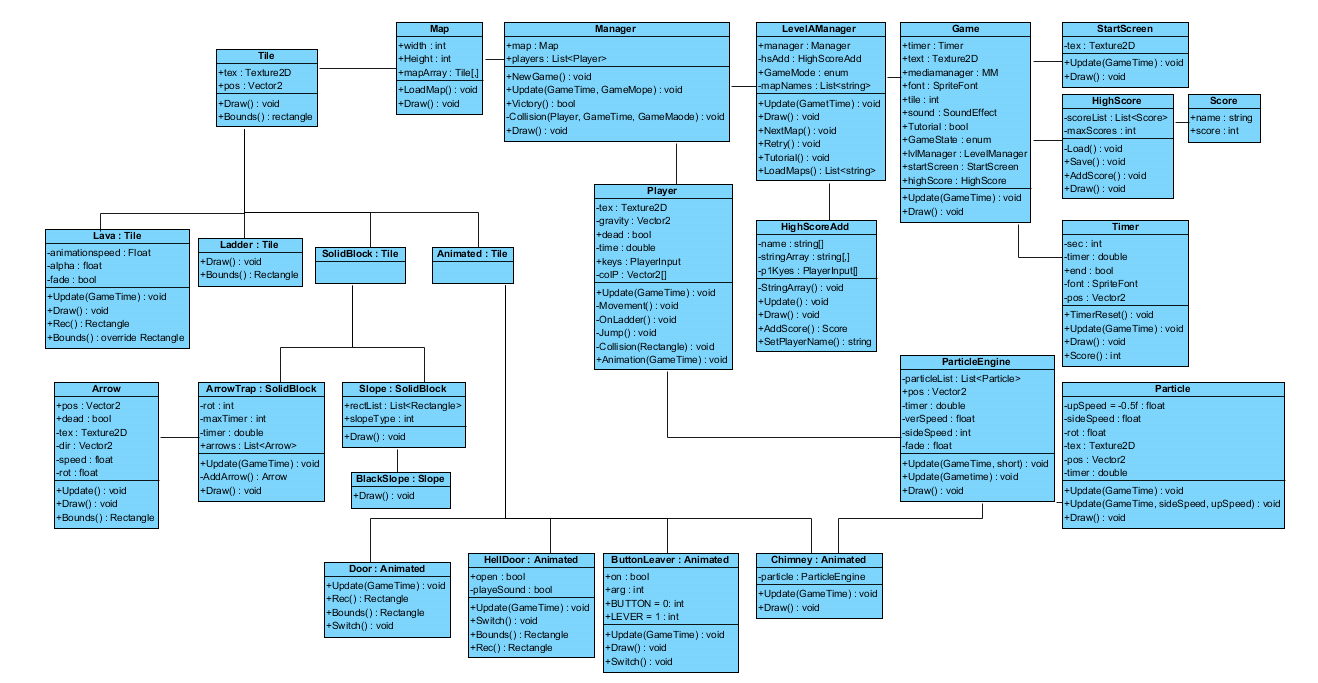 Tile
+tex : Texture2D
+pos : Vector2
+Draw() : void
+Bounds() : rectangle
Map
+width : int
+Height : int
+mapArray : Tile[,]
+LoadMap() : void
+Draw() : void
Manager
+map : Map
+players : List<Player>
+NewGame() : void
+Update(GameTime, GameMope) : void
+Victory() : bool
-Collision(Player, GameTime, GameMaode) : void
+Draw() : void
LevelAManager
+manager : Manager
-hsAdd : HighScoreAdd
+GameMode : enum
-mapNames : List<string>
+Update(GametTime) : void
+Draw() : void
+NextMap() : void
+Retry() : void
+Tutorial() : void
+LoadMaps() : List<string>
Game
+timer : Timer
+text : Texture2D
+mediamanager : MM
+font : SpriteFont
+tile : int
+sound : SoundEffect
+Tutorial : bool
+GameState : enum
+lvlManager : LevelManager
+startScreen : StartScreen
+highScore : HighScore
+Update(GameTime) : void
+Draw() : void
StartScreen
-tex : Texture2D
+Update(GameTime) : void
+Draw() : void
HighScore
-scoreList : List<Score>
-maxScores : int
-Load() : void
+Save() : void
+AddScore() : void
+Draw() : void
Score
+name : string
+score : int
Player
-tex : Texture2D
-gravity : Vector2
+dead : bool
-time : double
+keys : PlayerInput
-colP : Vector2[]
+Update(GameTime) : void
-Movement() : void
-OnLadder() : void
-Jump() : void
-Collision(Rectangle) : void
+Animation(GameTime) : void
HighScoreAdd
-name : string[]
-stringArray : string[,]
-p1Kyes : PlayerInput[]
-StringArray() : void
+Update() : void
+Draw() : void
+AddScore() : Score
+SetPlayerName() : string
Timer
-sec : int
-timer : double
+end : bool
-font : SpriteFont
-pos : Vector2
+TimerReset() : void
+Update(GameTime) : void
+Draw() : void
+Score() : int
Lava : Tile
-animationspeed : Float
-alpha : float
-fade : bool
+Update(GameTime) : void
+Draw() : void
+Rec() : Rectangle
+Bounds() : override Rectangle
Ladder : Tile
+Draw() : void
+Bounds() : Rectangle
SolidBlock : Tile
Animated : Tile
Arrow
+pos : Vector2
+dead : bool
-tex : Texture2D
-dir : Vector2
-speed : float
-rot : float
+Update() : void
+Draw() : void
+Bounds() : Rectangle
ArrowTrap : SolidBlock
-rot : int
-maxTimer : int
-timer : double
+arrows : List<Arrow>
+Update(GameTime) : void
-AddArrow() : Arrow
+Draw() : void
Slope : SolidBlock
+rectList : List<Rectangle>
+slopeType : int
+Draw() : void
BlackSlope : Slope
+Draw() : void
ParticleEngine
-particleList : List<Particle>
+pos : Vector2
-timer : double
-verSpeed : float
-sideSpeed : int
-fade : float
+Update(GameTime, short) : void
+Update(Gametime) : void
+Draw() : void
Particle
-upSpeed = -0.5f : float
-sideSpeed : float
-rot : float
-tex : Texture2D
-pos : Vector2
-timer : double
+Update(GameTime) : void
+Update(GameTime, sideSpeed, upSpeed) : void
+Draw() : void
Door : Animated
+Update(GameTime) : void
+Rec() : Rectangle
+Bounds() : Rectangle
+Switch() : void
HellDoor : Animated
+open : bool
-playeSound : bool
+Update(GameTime) : void
+Switch() : void
+Bounds() : Rectangle
+Rec() : Rectangle
ButtonLeaver : Animated
+on : bool
+arg : int
+BUTTON = 0: int
+LEVER = 1 : int
+Update(GameTime) : void
+Draw() : void
+Switch() : void
Chimney : Animated
-particle : ParticleEngine
+Update(GameTime) : void
+Draw() : void